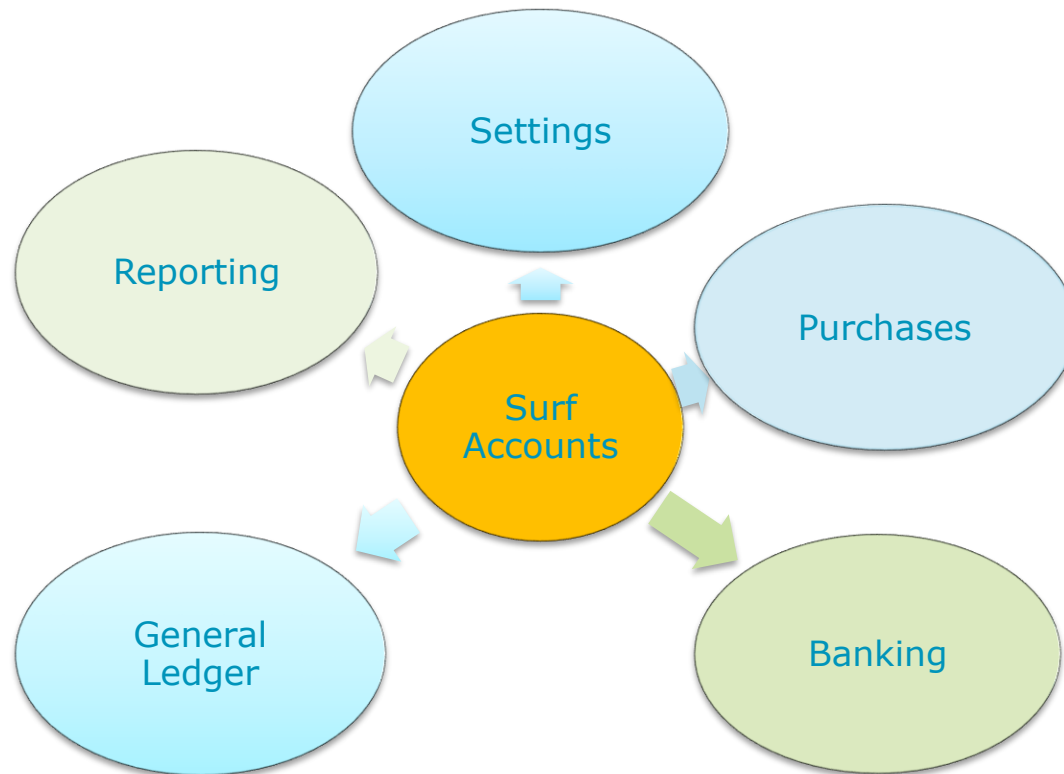 Settings
Reporting
Purchases
Surf
Accounts
General
Ledger
Banking